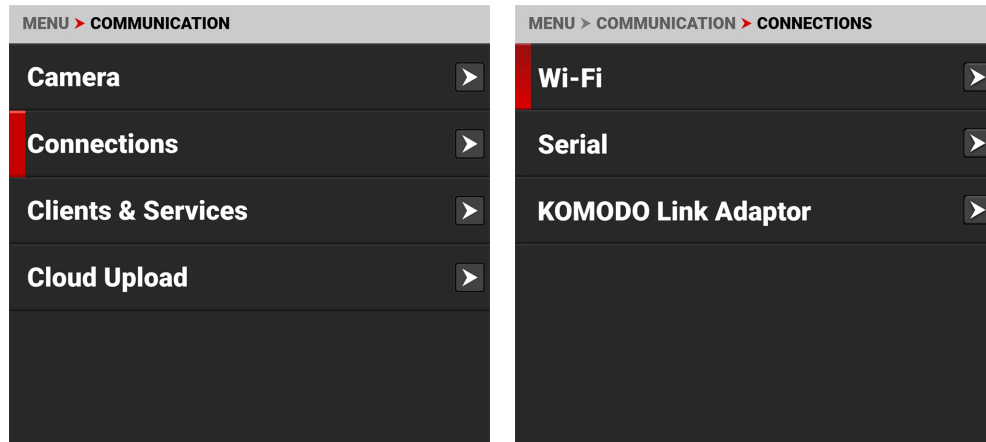 MENU > COMMUNICATION
Camera
Connections
Clients & Services
Cloud Upload
MENU > COMMUNICATION > CONNECTIONS
Wi-Fi
Serial
KOMODO Link Adaptor